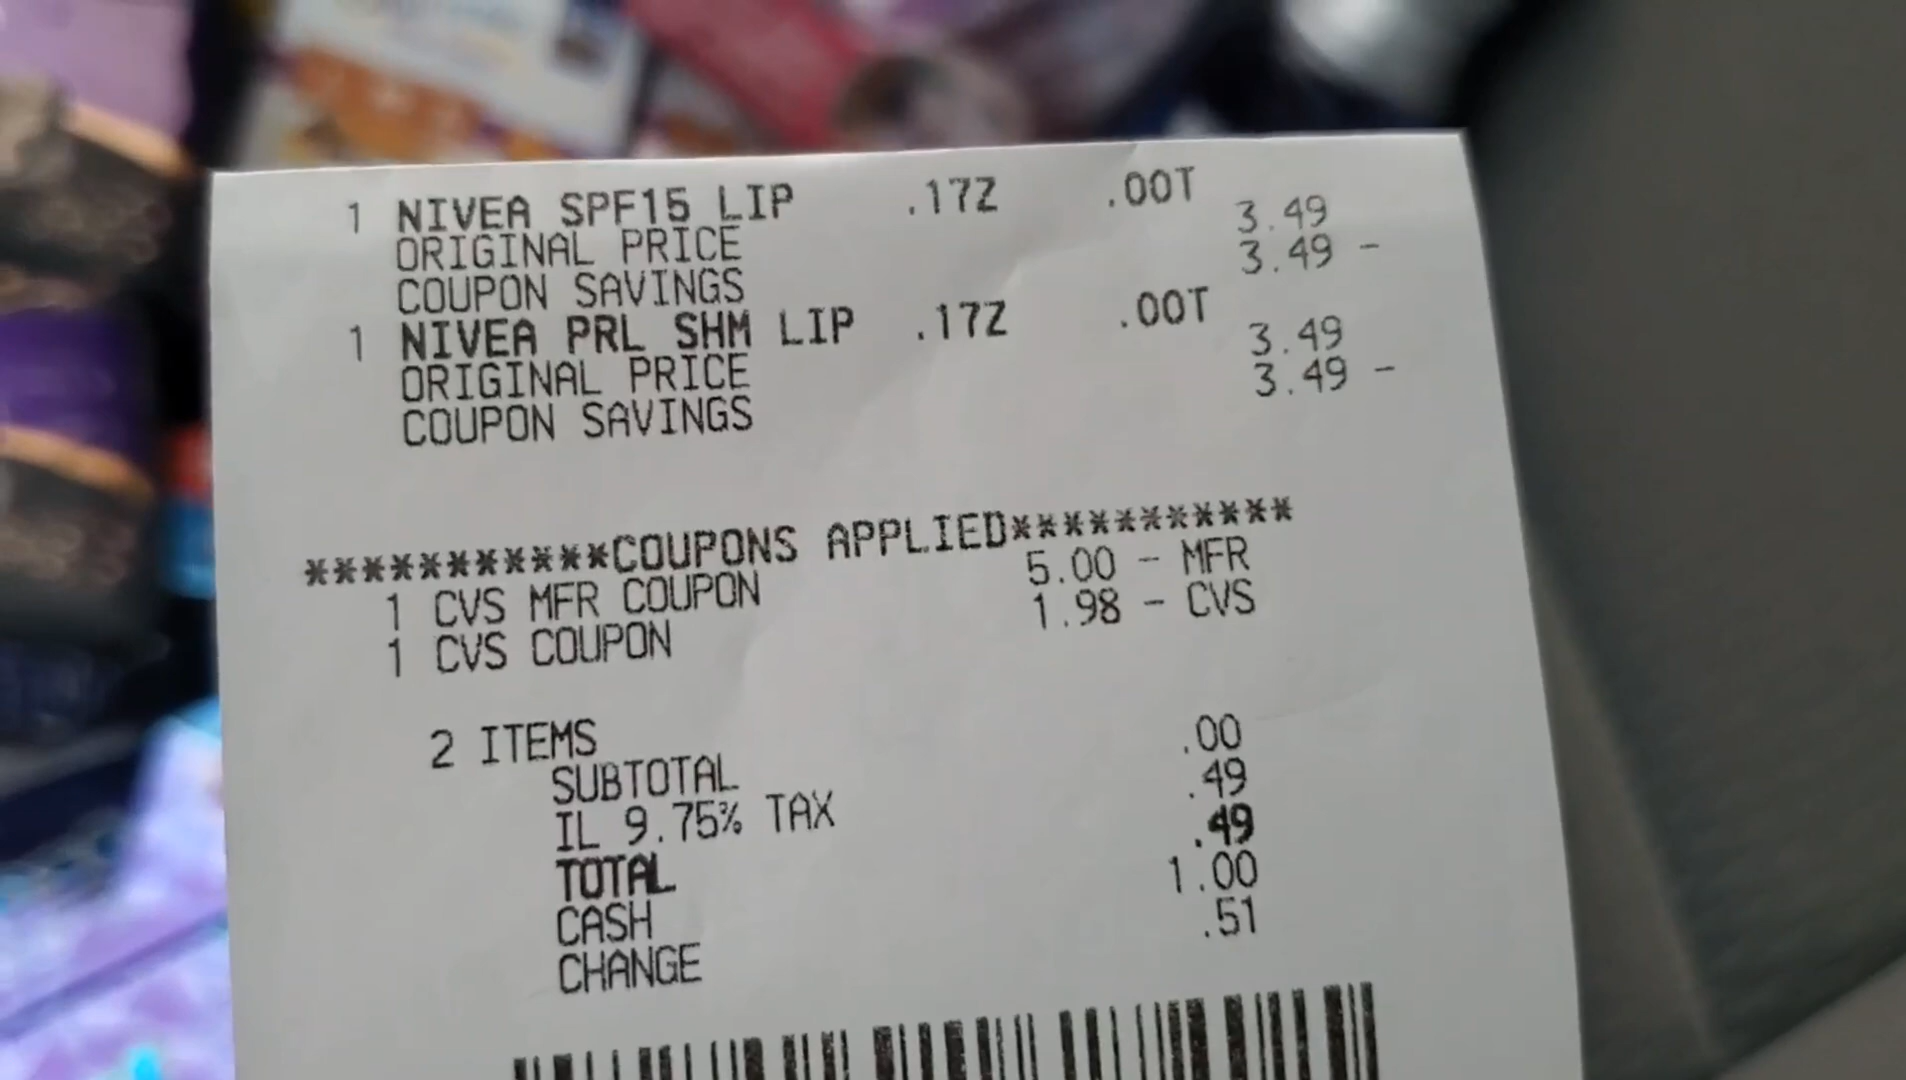 1 NIVEA SPF15 LIP .17Z .00T
ORIGINAL PRICE 3.49
COUPON SAVINGS 3.49 -
1 NIVEA PRL SHM LIP .17Z .00T
ORIGINAL PRICE 3.49
COUPON SAVINGS 3.49 -
***********COUPONS APPLIED***********
1 CVS MFR COUPON 5.00 - MFR
1 CVS COUPON 1.98 - CVS
2 ITEMS
SUBTOTAL .00
IL 9.75% TAX .49
TOTAL .49
CASH 1.00
CHANGE .51